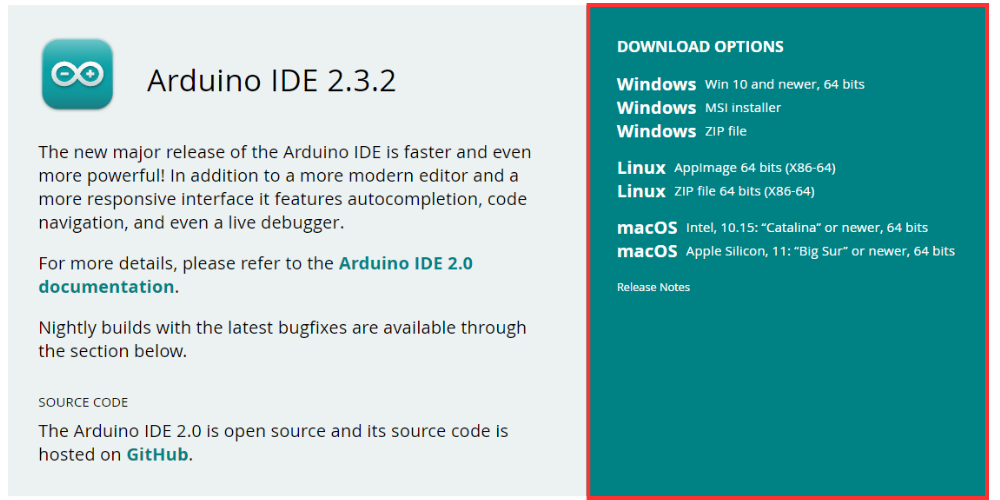 Arduino IDE 2.3.2
The new major release of the Arduino IDE is faster and even
more powerful! In addition to a more modern editor and a
more responsive interface it features autocompletion, code
navigation, and even a live debugger.
For more details, please refer to the Arduino IDE 2.0
documentation.
Nightly builds with the latest bugfixes are available through
the section below.
SOURCE CODE
The Arduino IDE 2.0 is open source and its source code is
hosted on GitHub.
DOWNLOAD OPTIONS
Windows Win 10 and newer, 64 bits
Windows MSI installer
Windows ZIP file
Linux AppImage 64 bits (X86-64)
Linux ZIP file 64 bits (X86-64)
macOS Intel, 10.15: “Catalina” or newer, 64 bits
macOS Apple Silicon, 11: “Big Sur” or newer, 64 bits
Release Notes